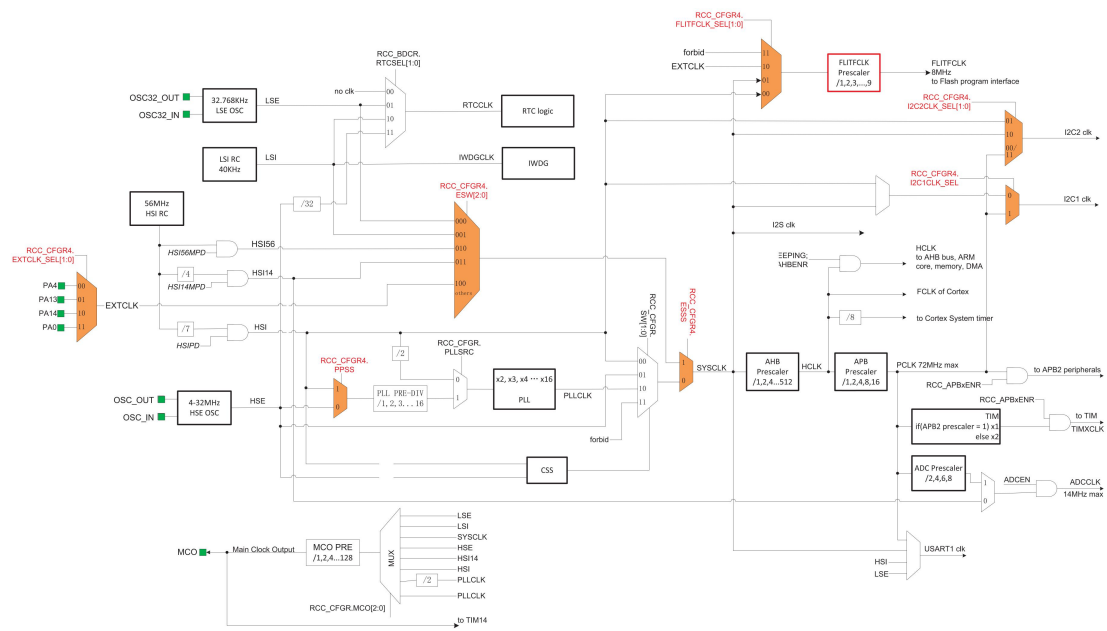 RCC_CFGR4.
FLITFCLK_SEL[1:0]
forbid
EXTCLK
11
10
01
00
FLITFCLK
Prescaler
/1,2,3,...,9
FLITFCLK
8MHz
to Flash program interface
RCC_BDCR.
RTCSEL[1:0]
no clk
00
01
10
11
OSC32_OUT
OSC32_IN
32.768KHz
LSE OSC
LSE
RTCCLK
RTC logic
RCC_CFGR4.
I2C2CLK_SEL[1:0]
01
10
00/
11
I2C2 clk
LSI RC
40KHz
LSI
IWDGCLK
IWDG
RCC_CFGR4.
I2C1CLK_SEL
0
1
I2C1 clk
56MHz
HSI RC
/32
RCC_CFGR4.
ESW[2:0]
000
001
010
011
100
others
I2S clk
HSI56MPD
HSI56
RCC_CFGR4.
EXTCLK_SEL[1:0]
/4
HSI14MPD
HSI14
EEPING;
AHBENR
HCLK
to AHB bus, ARM
core, memory, DMA
PA4
PA13
PA14
PA0
00
01
10
11
EXTCLK
FCLK of Cortex
/8
to Cortex System timer
/7
HSIPD
HSI
RCC_CFGR.
SW[1:0]
RCC_CFGR4.
ESSS
RCC_CFGR4.
PPSS
/2
RCC_CFGR.
PLLSRC
00
01
10
11
1
0
SYSCLK
AHB
Prescaler
/1,2,4...512
HCLK
APB
Prescaler
/1,2,4,8,16
PCLK 72MHz max
RCC_APBxENR
to APB2 peripherals
OSC_OUT
OSC_IN
4-32MHz
HSE OSC
HSE
1
0
PLL PRE-DIV
/1,2,3...16
0
1
x2, x3, x4 ··· x16
PLL
PLLCLK
forbid
RCC_APBxENR
TIM
if(APB2 prescaler = 1) x1
else x2
to TIM
TIMXCLK
CSS
ADC Prescaler
/2,4,6,8
1
0
ADCEN
ADCCLK
14MHz max
MCO
Main Clock Output
MCO PRE
/1,2,4...128
MUX
LSE
LSI
SYSCLK
HSE
HSI14
HSI
/2
PLLCLK
PLLCLK
RCC_CFGR.MCO[2:0]
to TIM14
HSI
LSE
USART1 clk